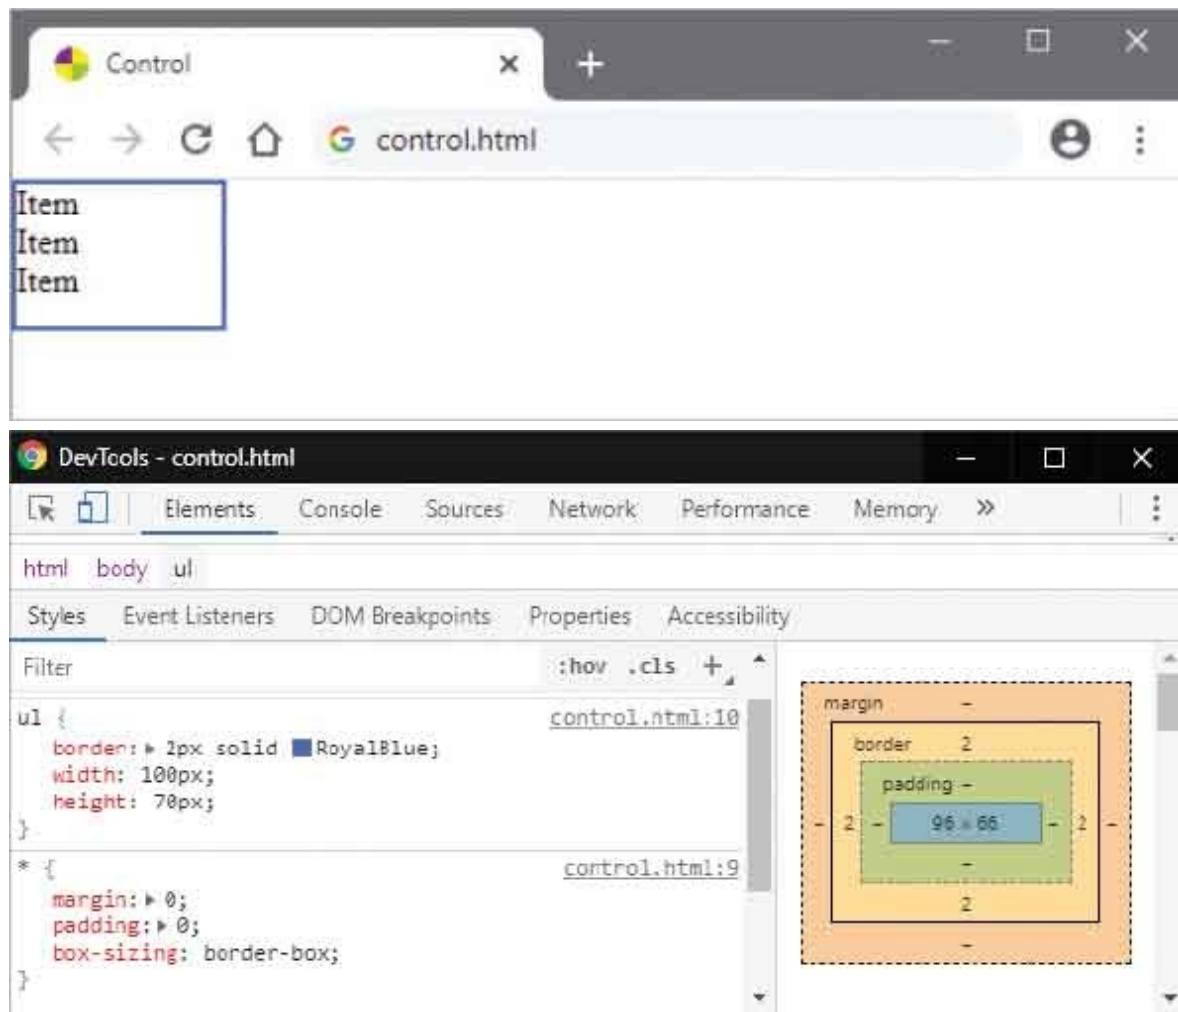 Control
control.html
Item
Item
Item
DevTools - control.html
Elements Console Sources Network Performance Memory »
html body ul
Styles Event Listeners DOM Breakpoints Properties Accessibility
Filter :hov .cls +
ul { control.html:10
border: 2px solid RoyalBlue;
width: 100px;
height: 70px;
}
* { control.html:9
margin: 0;
padding: 0;
box-sizing: border-box;
}
margin -
border 2
padding -
- 2 - 96 × 66 - 2 -
-
2
-